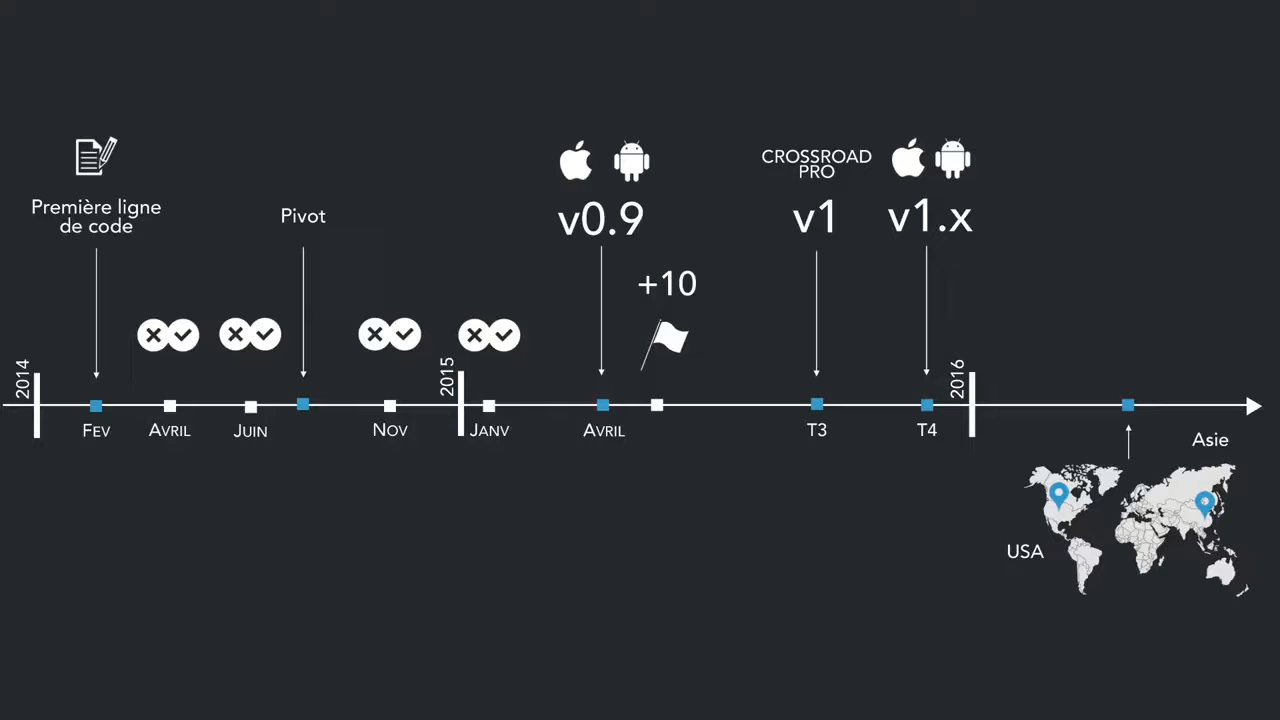 CROSSROAD
PRO
Première ligne
de code
Pivot
v0.9
v1
v1.x
+10
2014
2015
2016
FEV
AVRIL
JUIN
NOV
JANV
AVRIL
T3
T4
Asie
USA